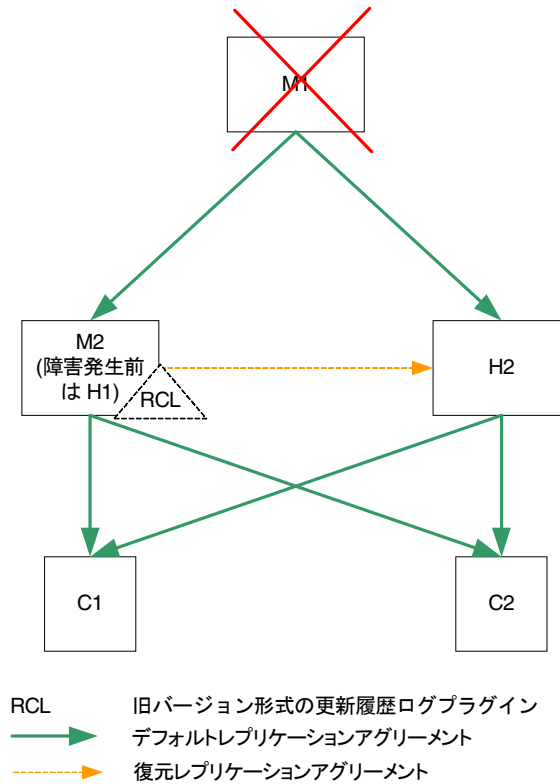 M1
M2
(障害発生前
は H1)
RCL
H2
C1
C2
RCL 旧バージョン形式の更新履歴ログプラグイン
デフォルトレプリケーションアグリーメント
復元レプリケーションアグリーメント